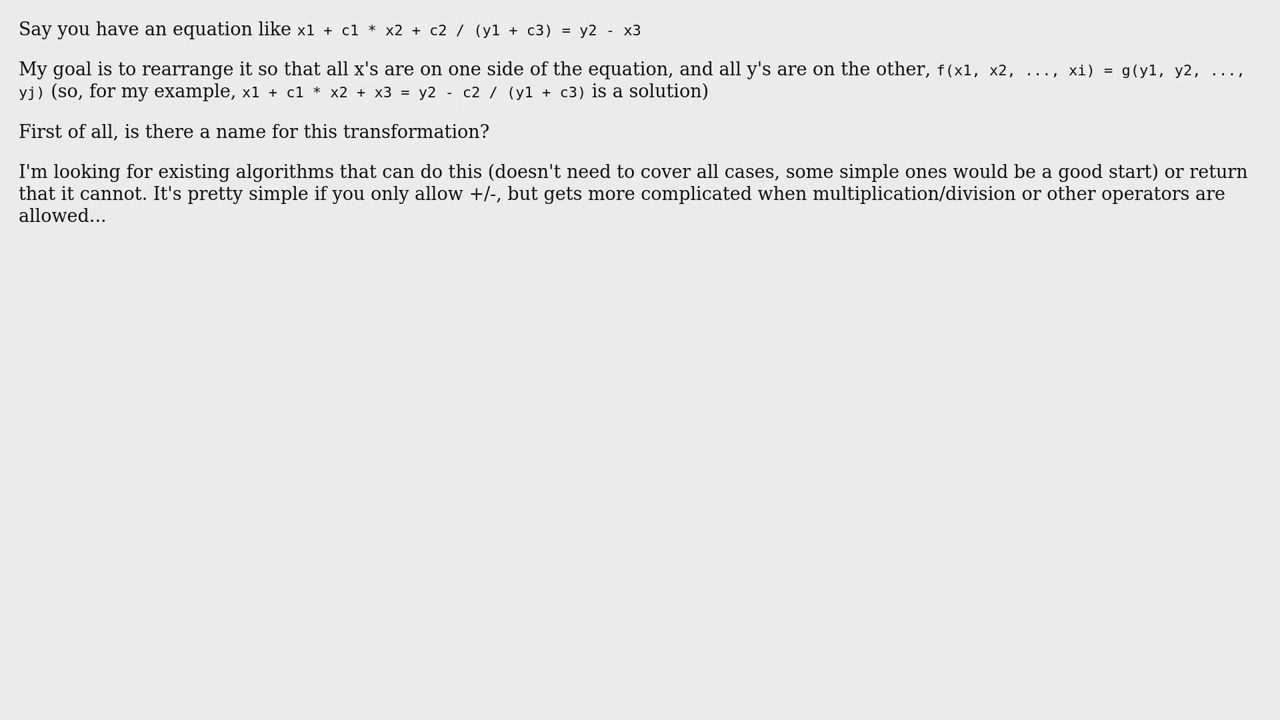 Say you have an equation like x1 + c1 * x2 + c2 / (y1 + c3) = y2 - x3
My goal is to rearrange it so that all x's are on one side of the equation, and all y's are on the other, f(x1, x2, ..., xi) = g(y1, y2, ...,
yj) (so, for my example, x1 + c1 * x2 + x3 = y2 - c2 / (y1 + c3) is a solution)
First of all, is there a name for this transformation?
I'm looking for existing algorithms that can do this (doesn't need to cover all cases, some simple ones would be a good start) or return
that it cannot. It's pretty simple if you only allow +/-, but gets more complicated when multiplication/division or other operators are
allowed...